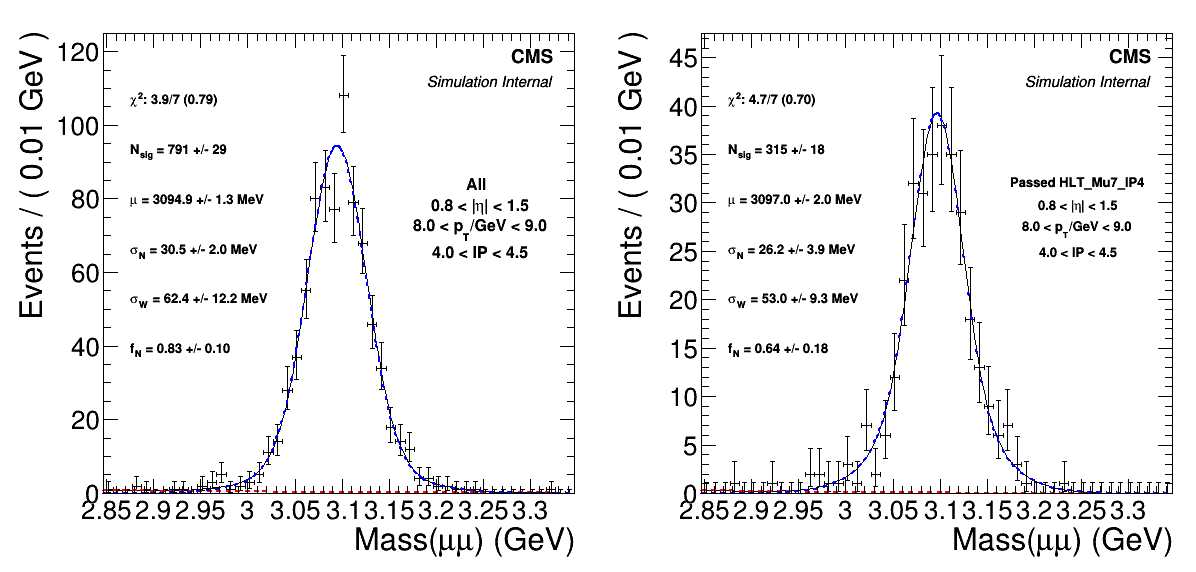 CMS
Simulation Internal
χ²: 3.9/7 (0.79)
N_sig = 791 +/- 29
μ = 3094.9 +/- 1.3 MeV
σ_N = 30.5 +/- 2.0 MeV
σ_W = 62.4 +/- 12.2 MeV
f_N = 0.83 +/- 0.10
All
0.8 < |η| < 1.5
8.0 < p_T/GeV < 9.0
4.0 < IP < 4.5
Events / ( 0.01 GeV )
120
100
80
60
40
20
0
2.85 2.9 2.95 3 3.05 3.1 3.15 3.2 3.25 3.3
Mass(μμ) (GeV)
CMS
Simulation Internal
χ²: 4.7/7 (0.70)
N_sig = 315 +/- 18
μ = 3097.0 +/- 2.0 MeV
σ_N = 26.2 +/- 3.9 MeV
σ_W = 53.0 +/- 9.3 MeV
f_N = 0.64 +/- 0.18
Passed HLT_Mu7_IP4
0.8 < |η| < 1.5
8.0 < p_T/GeV < 9.0
4.0 < IP < 4.5
Events / ( 0.01 GeV )
45
40
35
30
25
20
15
10
5
0
2.85 2.9 2.95 3 3.05 3.1 3.15 3.2 3.25 3.3
Mass(μμ) (GeV)